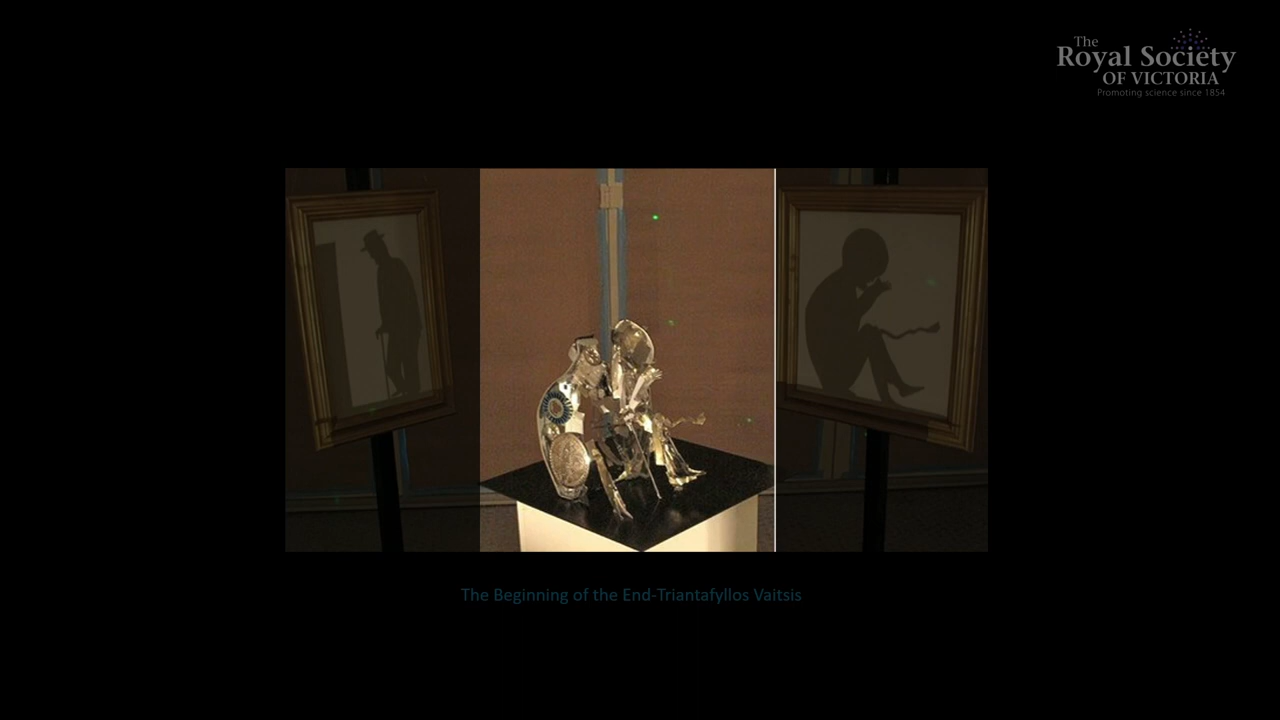 The
Royal Society
OF VICTORIA
Promoting science since 1854
The Beginning of the End-Triantafyllos Vaitsis